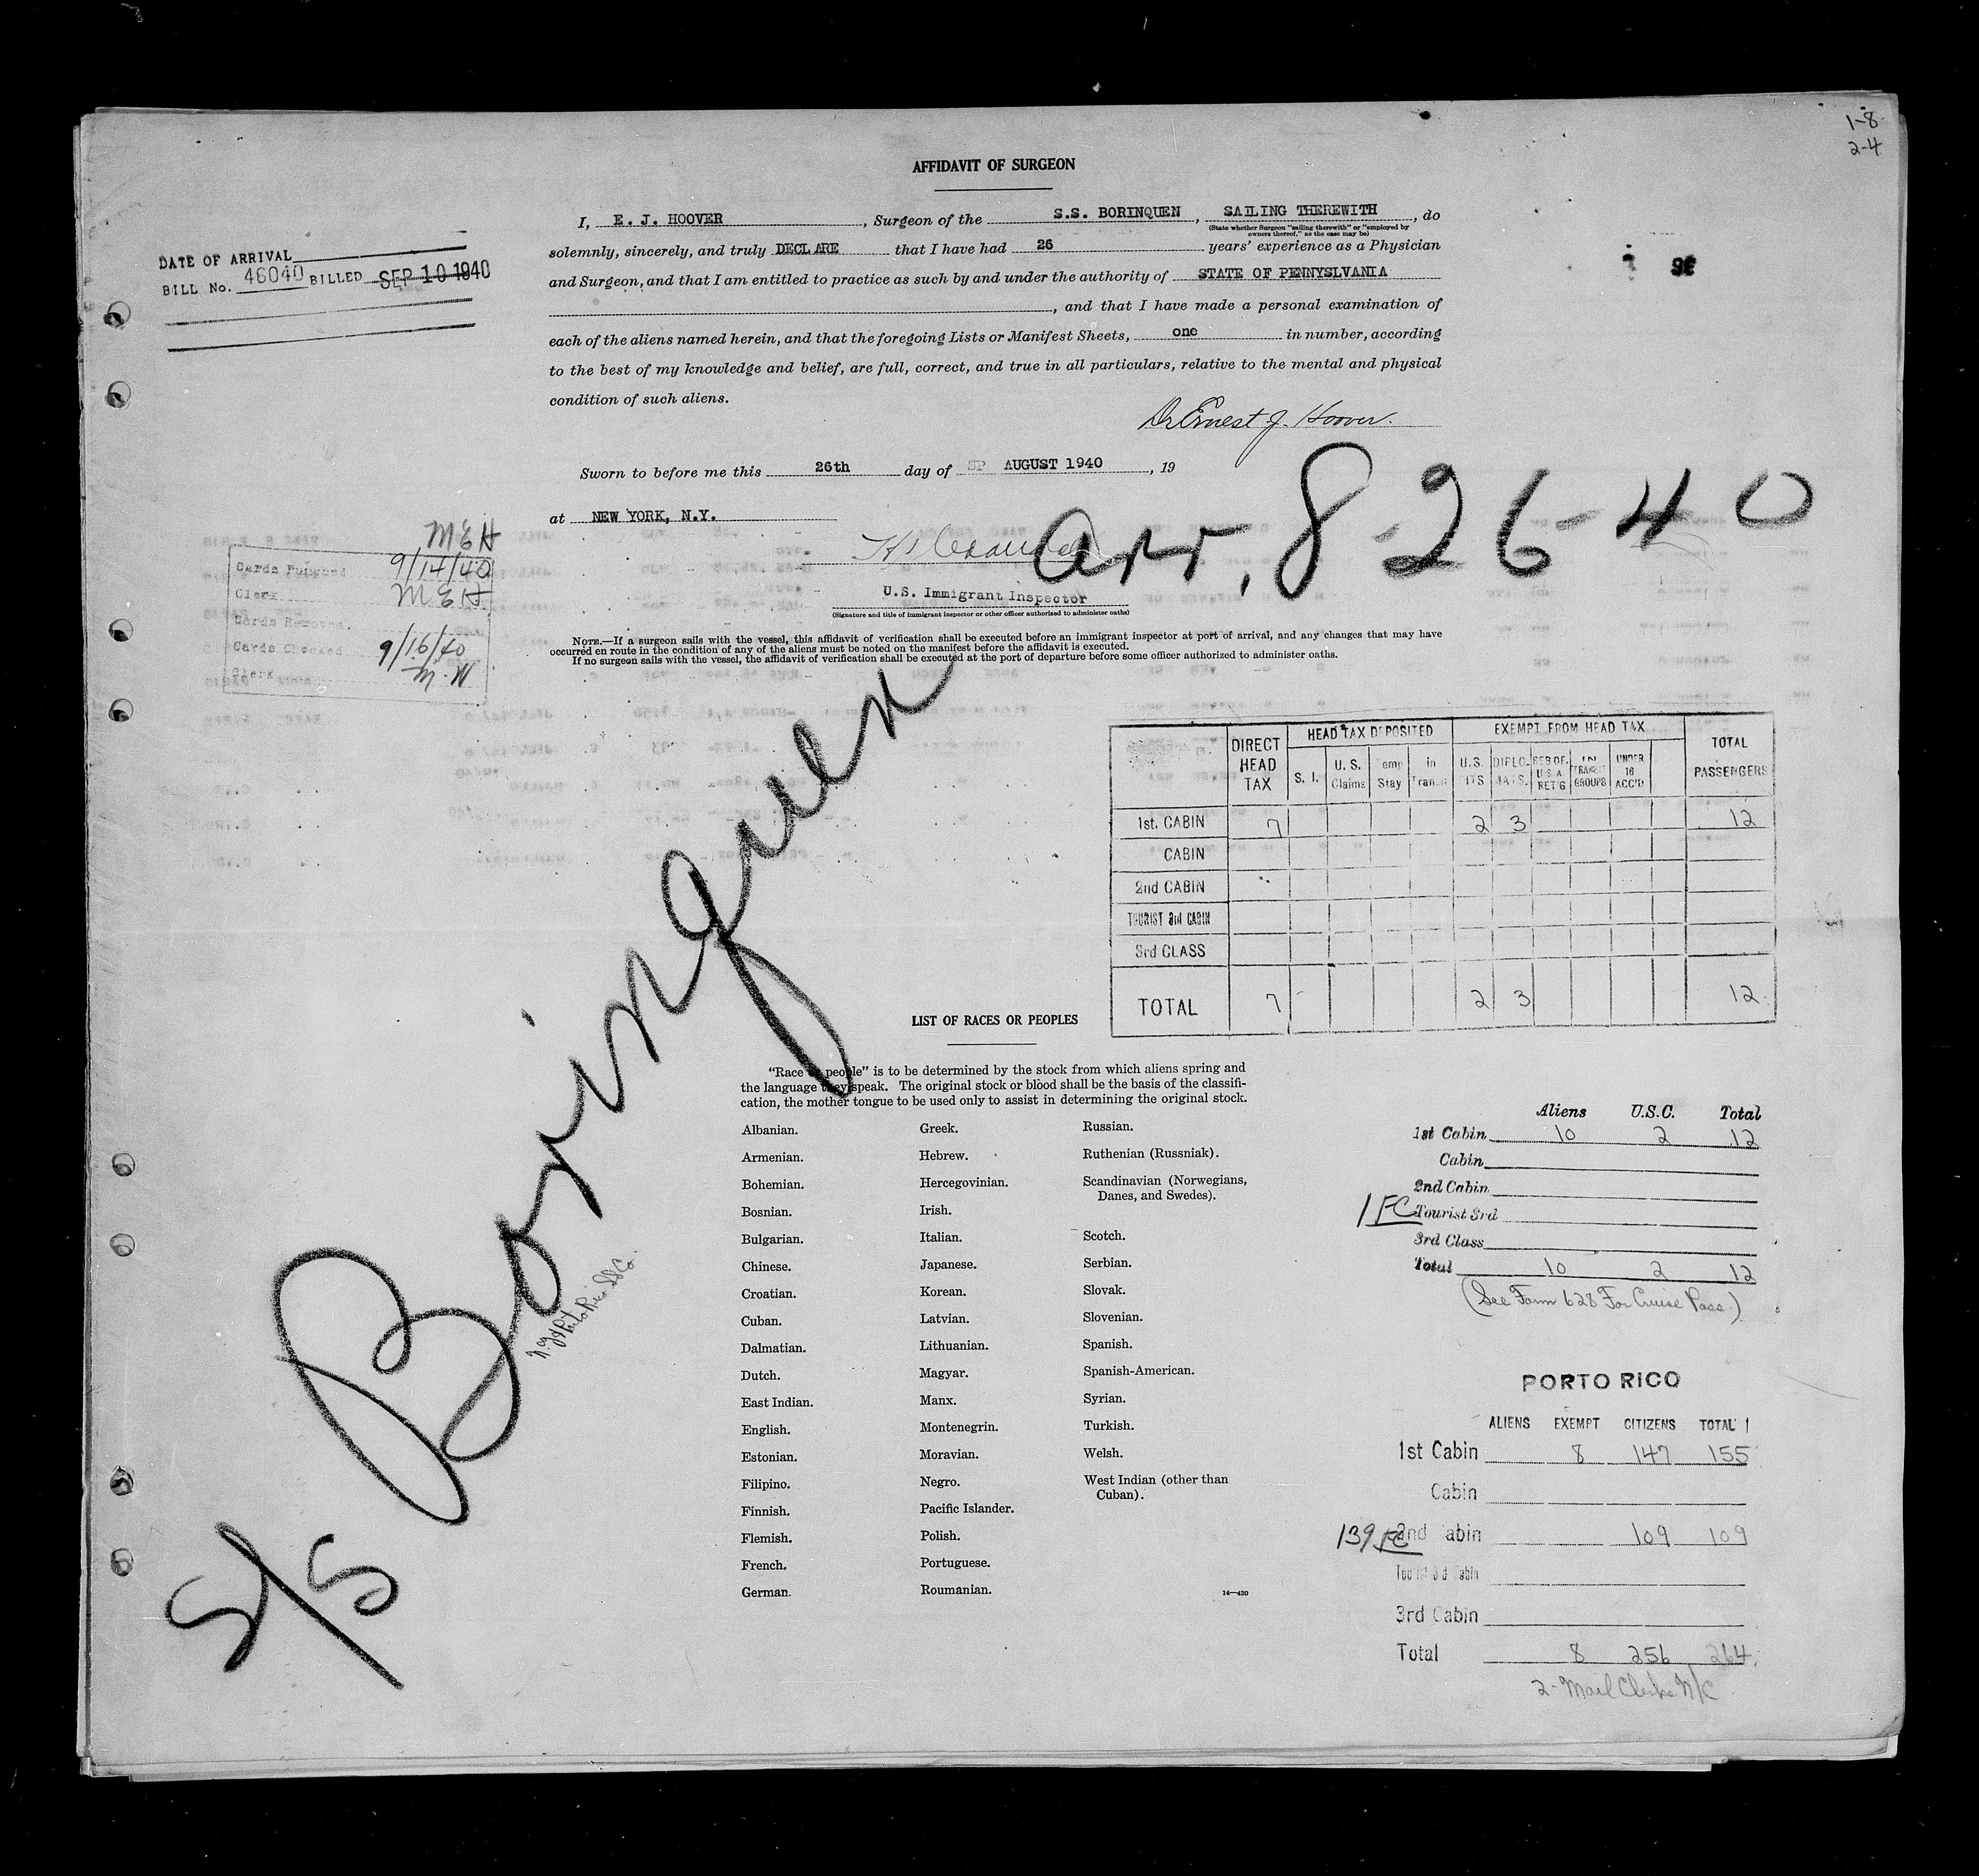 1-8
2-4
AFFIDAVIT OF SURGEON
I, E. J. HOOVER, Surgeon of the S.S. BORINQUEN, SAILING THEREWITH, do
(State whether Surgeon "sailing therewith" or "employed by
owners thereof," as the case may be)
solemnly, sincerely, and truly DECLARE that I have had 26 years' experience as a Physician
and Surgeon, and that I am entitled to practice as such by and under the authority of STATE OF PENNYSLVANIA
, and that I have made a personal examination of
each of the aliens named herein, and that the foregoing Lists or Manifest Sheets, one in number, according
to the best of my knowledge and belief, are full, correct, and true in all particulars, relative to the mental and physical
condition of such aliens.
Dr Ernest J. Hoover.
Sworn to before me this 26th day of AUGUST 1940, 19
at NEW YORK, N.Y.
U.S. Immigrant Inspector
(Signature and title of immigrant inspector or other officer authorized to administer oaths)
NOTE.—If a surgeon sails with the vessel, this affidavit of verification shall be executed before an immigrant inspector at port of arrival, and any changes that may have
occurred en route in the condition of any of the aliens must be noted on the manifest before the affidavit is executed.
If no surgeon sails with the vessel, the affidavit of verification shall be executed at the port of departure before some officer authorized to administer oaths.
DATE OF ARRIVAL
BILL No. 46040 BILLED SEP 10 1940
Arr. 8-26-40
MEH
Cards Punched 9/14/40
Clerk MEH
Cards Removed.
Cards Checked 9/16/40
Clerk M.W
S/S Borinquen
N.Y. & Porto Rico SS Co.
DIRECT HEAD TAX
HEAD TAX DEPOSITED
S. I. U. S. Claims Temp Stay in Transit
EXEMPT FROM HEAD TAX
U.S. CITS DIPLO-MATS. RES OF U.S.A. RET'G IN TRANSIT GROUPS UNDER 16 ACC'D
TOTAL PASSENGERS
1st. CABIN 7 2 3 12
CABIN
2nd CABIN
TOURIST 3rd CABIN
3rd CLASS
TOTAL 7 2 3 12
LIST OF RACES OR PEOPLES
"Race or people" is to be determined by the stock from which aliens spring and
the language they speak. The original stock or blood shall be the basis of the classifi-
cation, the mother tongue to be used only to assist in determining the original stock.
Albanian.
Armenian.
Bohemian.
Bosnian.
Bulgarian.
Chinese.
Croatian.
Cuban.
Dalmatian.
Dutch.
East Indian.
English.
Estonian.
Filipino.
Finnish.
Flemish.
French.
German.
Greek.
Hebrew.
Hercegovinian.
Irish.
Italian.
Japanese.
Korean.
Latvian.
Lithuanian.
Magyar.
Manx.
Montenegrin.
Moravian.
Negro.
Pacific Islander.
Polish.
Portuguese.
Roumanian.
Russian.
Ruthenian (Russniak).
Scandinavian (Norwegians,
Danes, and Swedes).
Scotch.
Serbian.
Slovak.
Slovenian.
Spanish.
Spanish-American.
Syrian.
Turkish.
Welsh.
West Indian (other than
Cuban).
14—430
Aliens U.S.C. Total
1st Cabin 10 2 12
Cabin
2nd Cabin
1 FC Tourist 3rd
3rd Class
Total 10 2 12
(See Form 628 For Cruise Pass.)
PORTO RICO
ALIENS EXEMPT CITIZENS TOTAL
1st Cabin 8 147 155
Cabin
139 FC 2nd Cabin 109 109
Tourist 3d Cabin
3rd Cabin
Total 8 256 264
2- Mail Clerks N/C